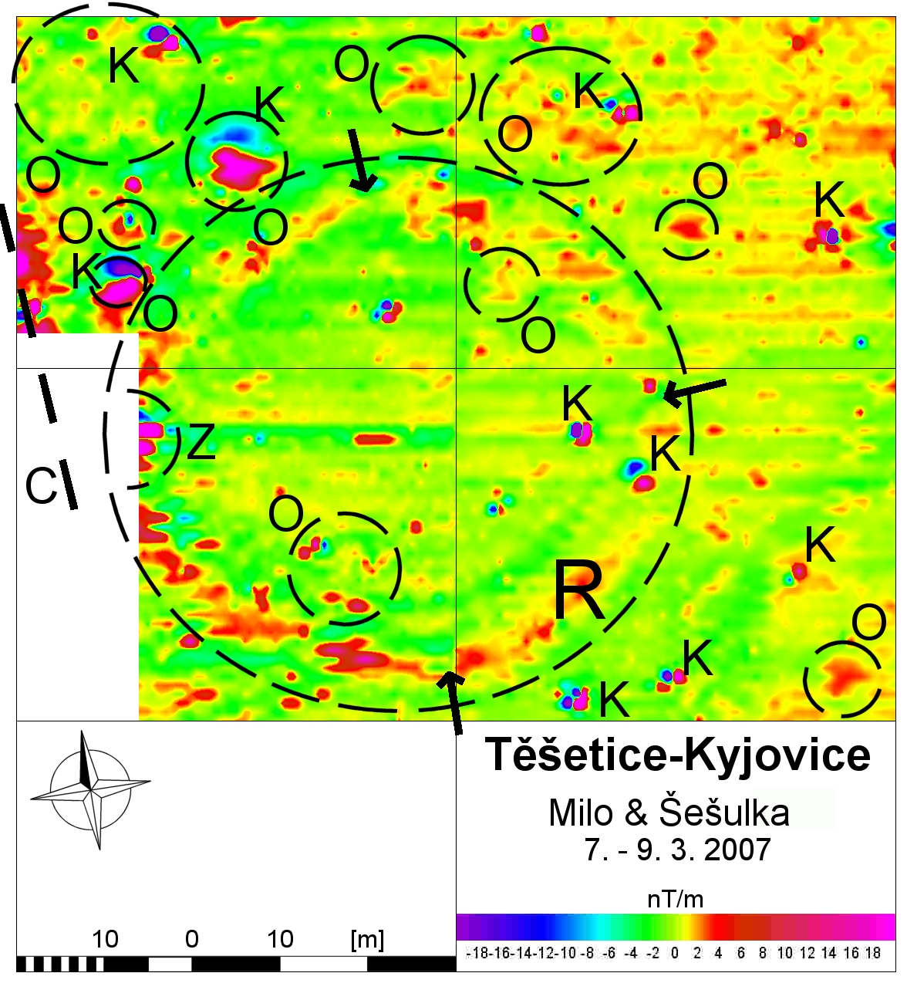 K
O
K
K
O
O
O
K
O
O
K
K
O
O
O
K
Z
K
C
O
K
R
O
K
K
Těšetice-Kyjovice
Milo & Šešulka
7. - 9. 3. 2007
nT/m
10 0 10 [m]
-18 -16 -14 -12 -10 -8 -6 -4 -2 0 2 4 6 8 10 12 14 16 18